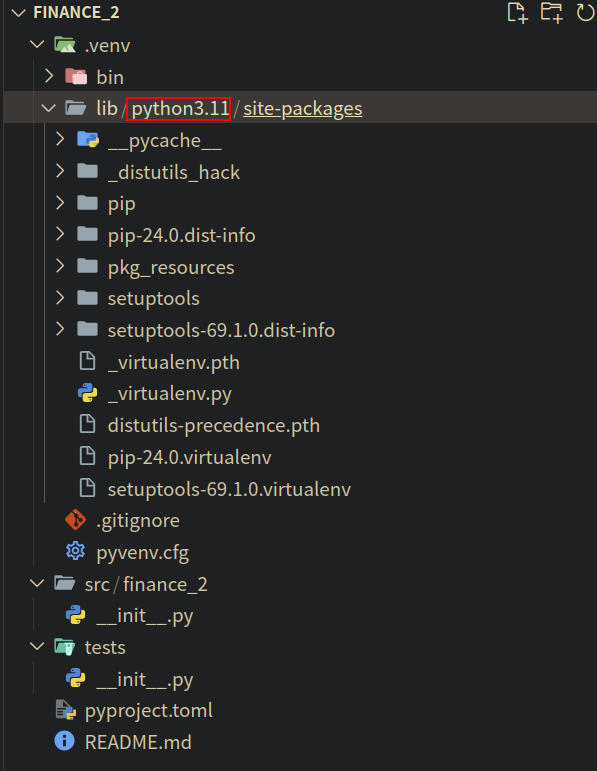 FINANCE_2
.venv
bin
lib/python3.11/site-packages
__pycache__
_distutils_hack
pip
pip-24.0.dist-info
pkg_resources
setuptools
setuptools-69.1.0.dist-info
_virtualenv.pth
_virtualenv.py
distutils-precedence.pth
pip-24.0.virtualenv
setuptools-69.1.0.virtualenv
.gitignore
pyvenv.cfg
src/finance_2
__init__.py
tests
__init__.py
pyproject.toml
README.md